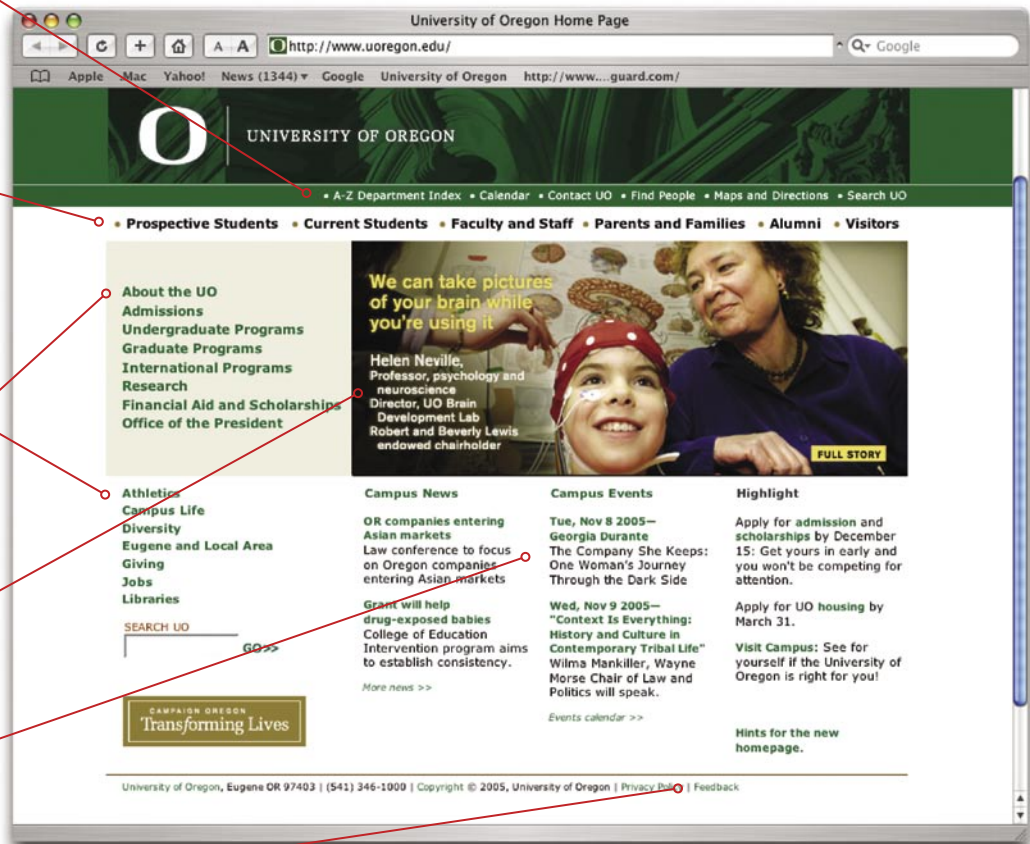 University of Oregon Home Page
A A
http://www.uoregon.edu/
Google
Apple .Mac Yahoo! News (1344) Google University of Oregon http://www....guard.com/
O
UNIVERSITY OF OREGON
• A-Z Department Index • Calendar • Contact UO • Find People • Maps and Directions • Search UO
• Prospective Students • Current Students • Faculty and Staff • Parents and Families • Alumni • Visitors
About the UO
Admissions
Undergraduate Programs
Graduate Programs
International Programs
Research
Financial Aid and Scholarships
Office of the President
We can take pictures
of your brain while
you're using it
Helen Neville,
Professor, psychology and
neuroscience
Director, UO Brain
Development Lab
Robert and Beverly Lewis
endowed chairholder
FULL STORY
Athletics
Campus Life
Diversity
Eugene and Local Area
Giving
Jobs
Libraries
SEARCH UO
GO>>
CAMPAIGN OREGON
Transforming Lives
Campus News
OR companies entering
Asian markets
Law conference to focus
on Oregon companies
entering Asian markets
Grant will help
drug-exposed babies
College of Education
Intervention program aims
to establish consistency.
More news >>
Campus Events
Tue, Nov 8 2005—
Georgia Durante
The Company She Keeps:
One Woman's Journey
Through the Dark Side
Wed, Nov 9 2005—
"Context Is Everything:
History and Culture in
Contemporary Tribal Life"
Wilma Mankiller, Wayne
Morse Chair of Law and
Politics will speak.
Events calendar >>
Highlight
Apply for admission and
scholarships by December
15: Get yours in early and
you won't be competing for
attention.
Apply for UO housing by
March 31.
Visit Campus: See for
yourself if the University of
Oregon is right for you!
Hints for the new
homepage.
University of Oregon, Eugene OR 97403 | (541) 346-1000 | Copyright © 2005, University of Oregon | Privacy Policy | Feedback